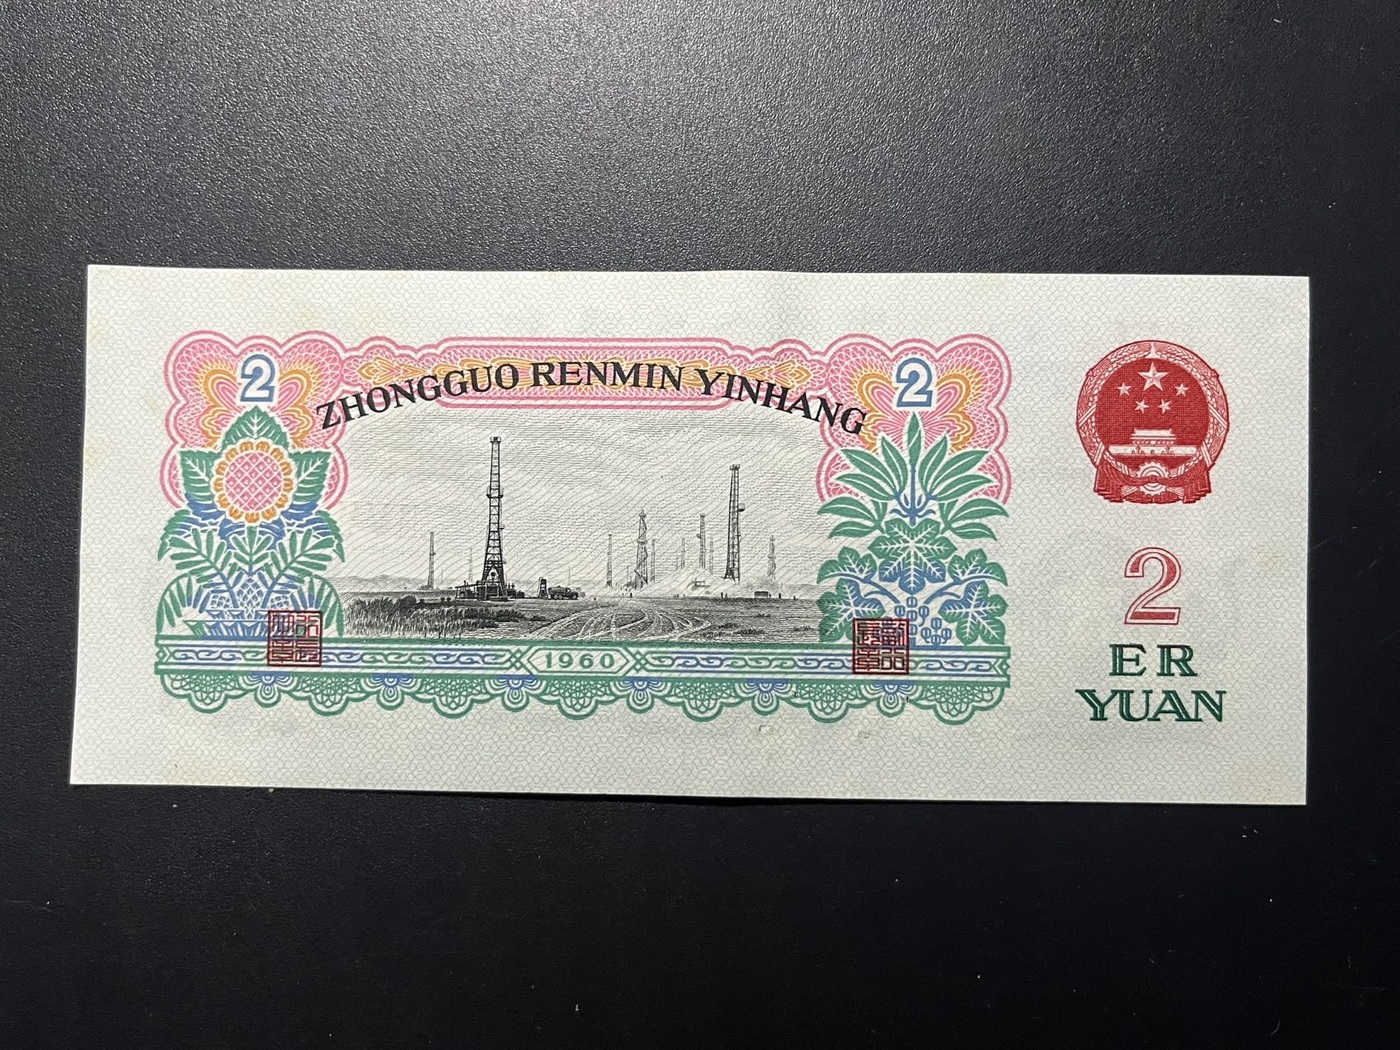 2
2
ZHONGGUO RENMIN YINHANG
1960
2
ER
YUAN